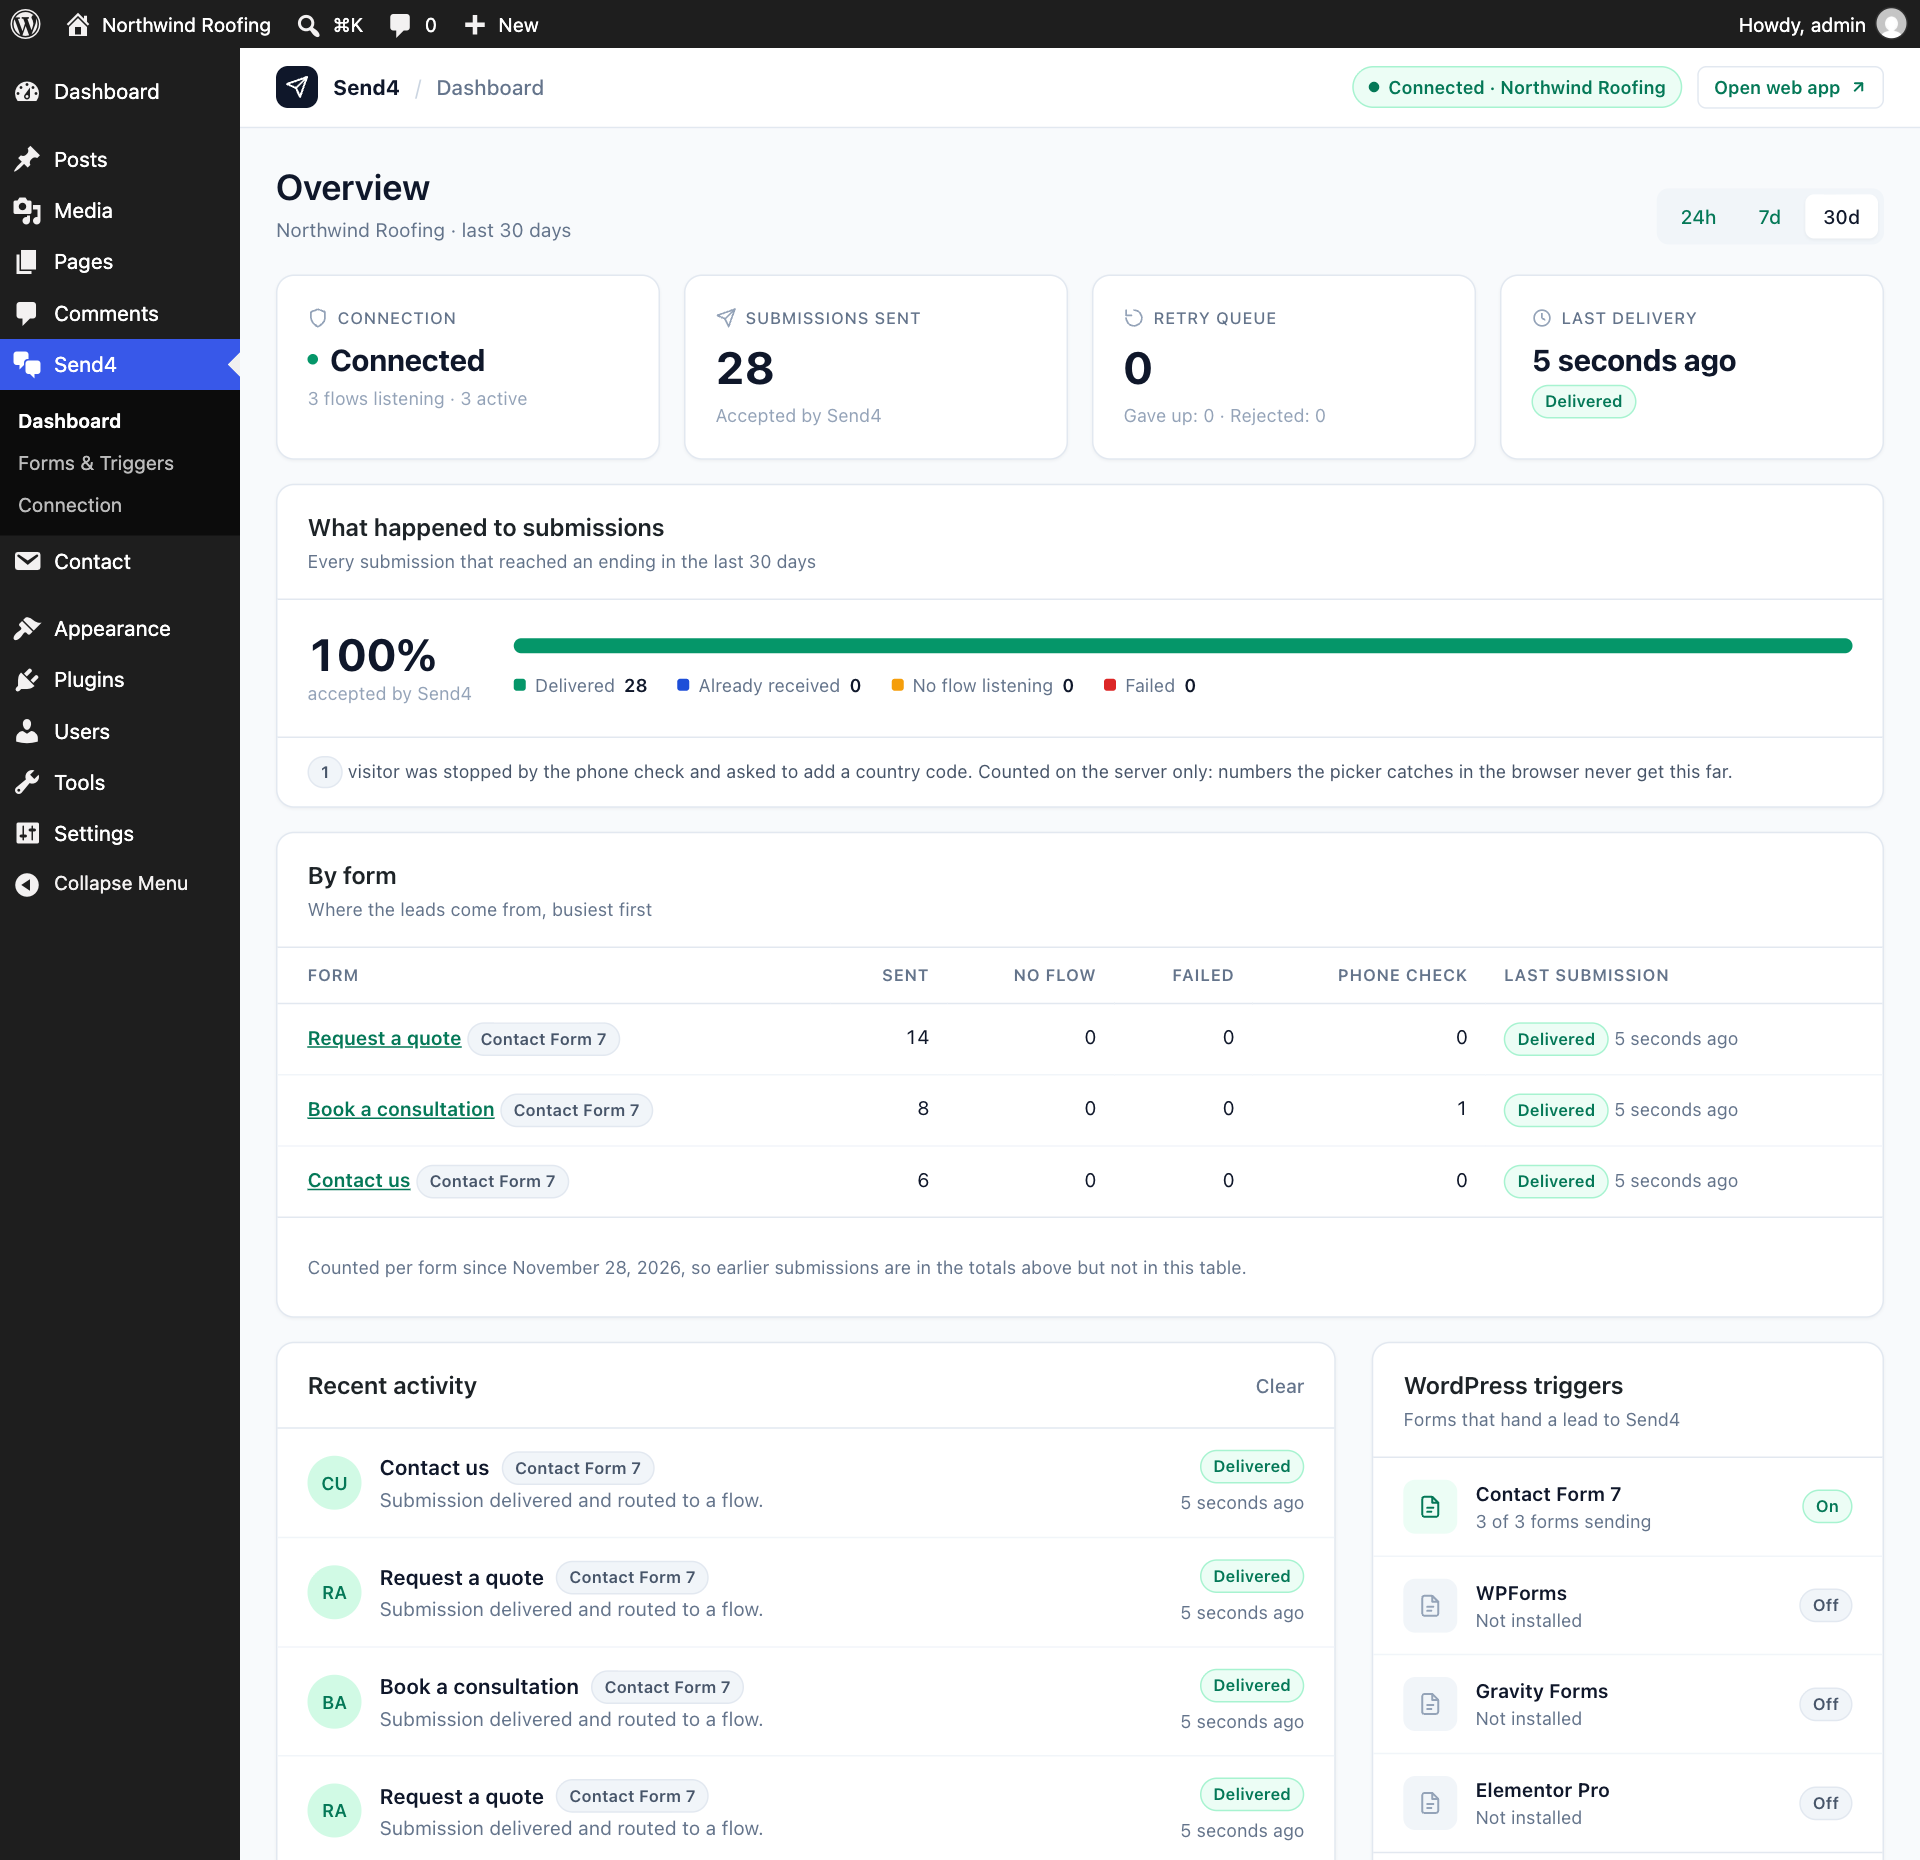 Northwind Roofing
⌘K
0
New
Howdy, admin
Dashboard
Posts
Media
Pages
Comments
Send4
Dashboard
Forms & Triggers
Connection
Contact
Appearance
Plugins
Users
Tools
Settings
Collapse Menu
Send4 / Dashboard
Connected · Northwind Roofing
Open web app
Overview
Northwind Roofing · last 30 days
24h 7d 30d
CONNECTION
Connected
3 flows listening · 3 active
SUBMISSIONS SENT
28
Accepted by Send4
RETRY QUEUE
0
Gave up: 0 · Rejected: 0
LAST DELIVERY
5 seconds ago
Delivered
What happened to submissions
Every submission that reached an ending in the last 30 days
100%
accepted by Send4
Delivered 28 Already received 0 No flow listening 0 Failed 0
1 visitor was stopped by the phone check and asked to add a country code. Counted on the server only: numbers the picker catches in the browser never get this far.
By form
Where the leads come from, busiest first
FORM SENT NO FLOW FAILED PHONE CHECK LAST SUBMISSION
Request a quote Contact Form 7 14 0 0 0 Delivered 5 seconds ago
Book a consultation Contact Form 7 8 0 0 1 Delivered 5 seconds ago
Contact us Contact Form 7 6 0 0 0 Delivered 5 seconds ago
Counted per form since November 28, 2026, so earlier submissions are in the totals above but not in this table.
Recent activity
Clear
CU
Contact us Contact Form 7
Submission delivered and routed to a flow.
Delivered
5 seconds ago
RA
Request a quote Contact Form 7
Submission delivered and routed to a flow.
Delivered
5 seconds ago
BA
Book a consultation Contact Form 7
Submission delivered and routed to a flow.
Delivered
5 seconds ago
RA
Request a quote Contact Form 7
Submission delivered and routed to a flow.
Delivered
5 seconds ago
WordPress triggers
Forms that hand a lead to Send4
Contact Form 7
3 of 3 forms sending
On
WPForms
Not installed
Off
Gravity Forms
Not installed
Off
Elementor Pro
Not installed
Off